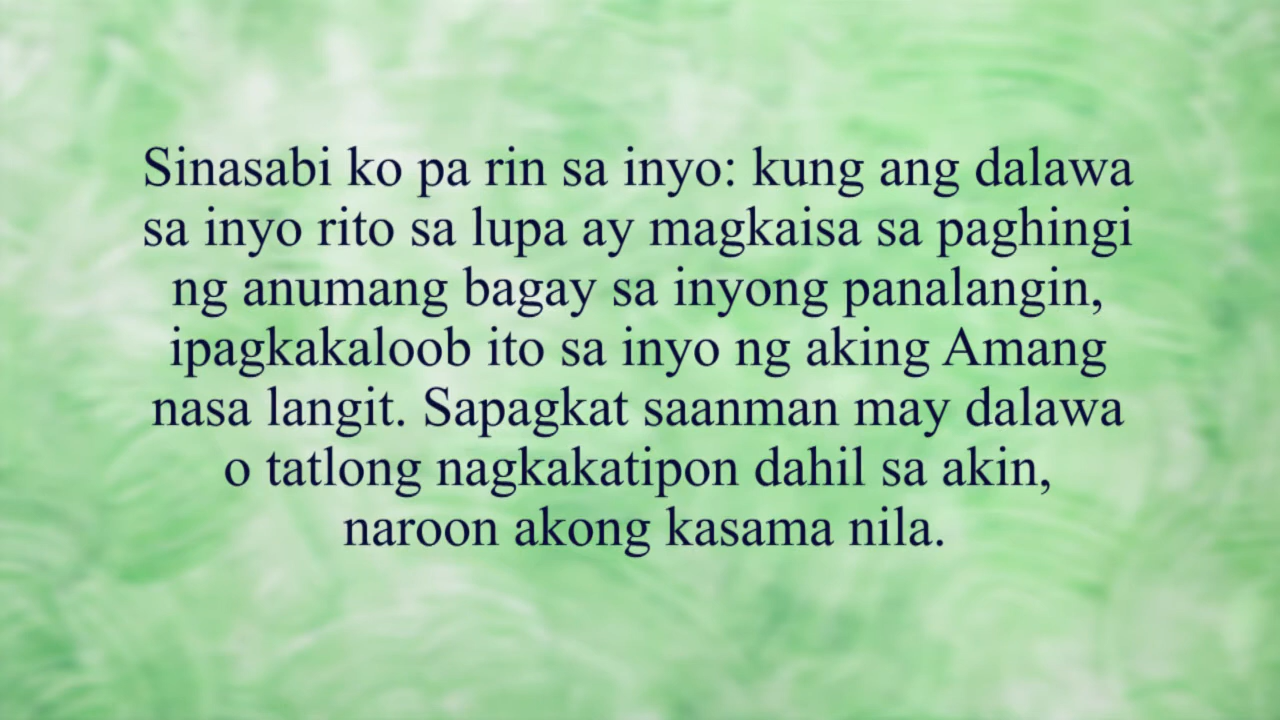 Sinasabi ko pa rin sa inyo: kung ang dalawa
sa inyo rito sa lupa ay magkaisa sa paghingi
ng anumang bagay sa inyong panalangin,
ipagkakaloob ito sa inyo ng aking Amang
nasa langit. Sapagkat saanman may dalawa
o tatlong nagkakatipon dahil sa akin,
naroon akong kasama nila.